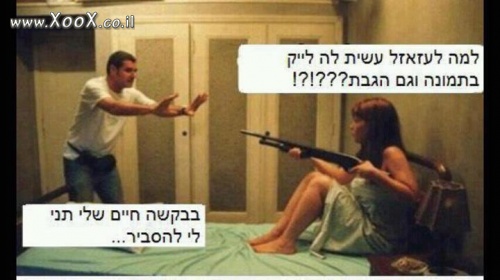 www.XooX.co.il
למה לעזאזל עשית לה לייק
בתמונה וגם הגבת???!?!
בבקשה חיים שלי תני
לי להסביר...